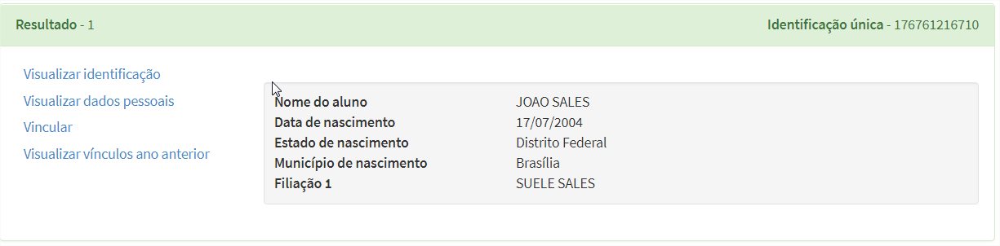 Resultado - 1
Identificação única - 176761216710
Visualizar identificação
Visualizar dados pessoais
Vincular
Visualizar vínculos ano anterior
Nome do aluno JOAO SALES
Data de nascimento 17/07/2004
Estado de nascimento Distrito Federal
Município de nascimento Brasília
Filiação 1 SUELE SALES